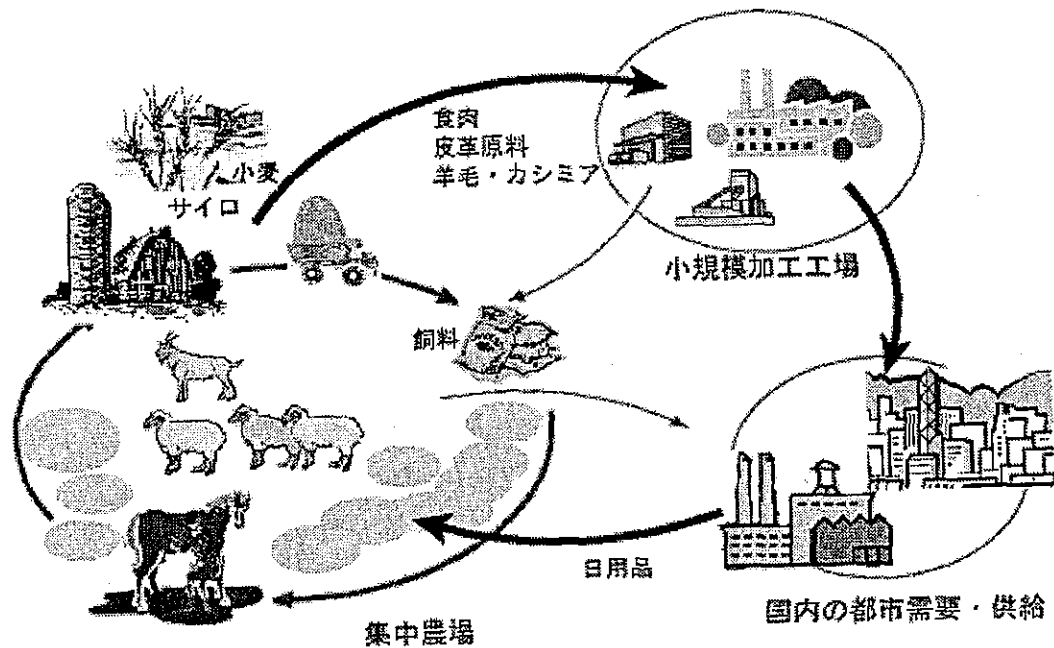 食肉
皮革原料
羊毛・カシミア
小麦
サイロ
小規模加工工場
飼料
日用品
集中農場
国内の都市需要・供給